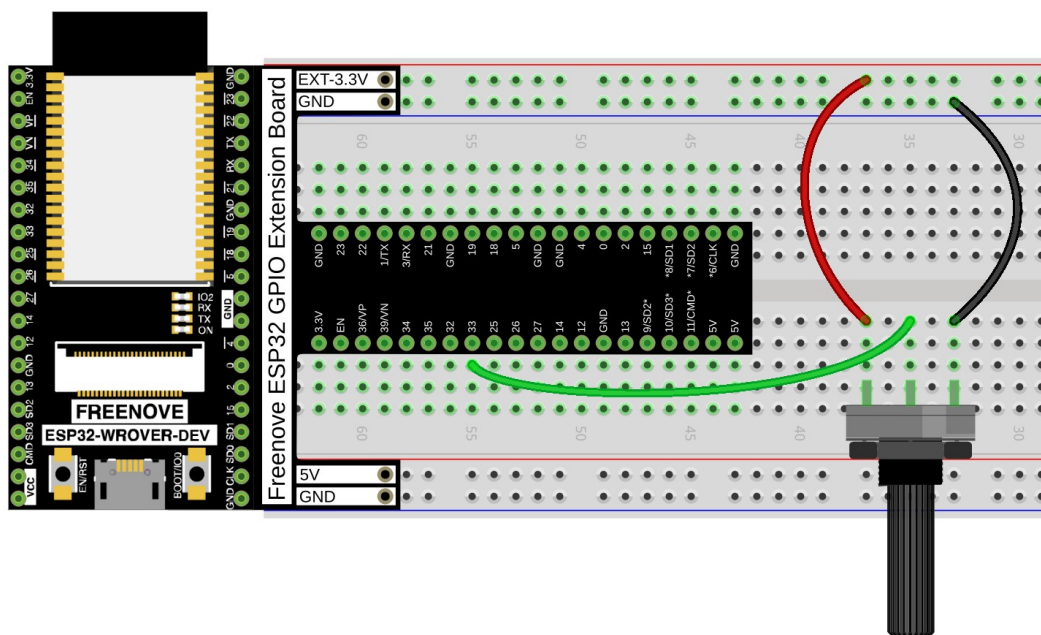 3.3V
EN
VP
VN
34
35
32
33
25
26
27
14
12
GND
13
SD2
SD3
CMD
VCC
GND
23
22
TX
RX
21
GND
19
18
5
GND
4
0
2
15
SD1
SD0
CLK
GND
IO2
RX
TX
ON
FREENOVE
ESP32-WROVER-DEV
EN/RST
BOOT/IO0
Freenove ESP32 GPIO Extension Board
EXT-3.3V
GND
60 55 50 45 40 35 30
GND 23 22 1/TX 3/RX 21 GND 19 18 5 GND GND 4 0 2 15 *8/SD1 *7/SD2 *6/CLK GND
3.3V EN 36/VP 39/VN 34 35 32 33 25 26 27 14 12 GND 13 9/SD2* 10/SD3* 11/CMD* 5V 5V
60 55 50 45 30
5V
GND